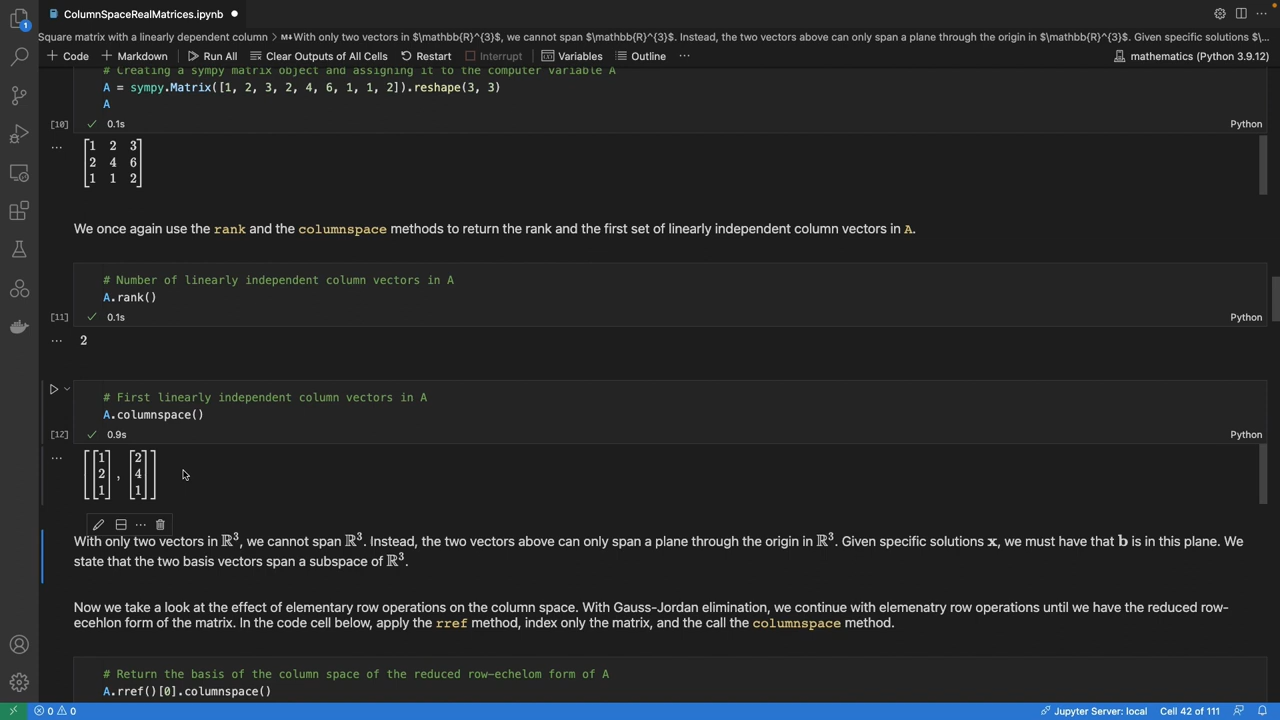 ColumnSpaceRealMatrices.ipynb
Square matrix with a linearly dependent column > M↓With only two vectors in $\mathbb{R}^{3}$, we cannot span $\mathbb{R}^{3}$. Instead, the two vectors above can only span a plane through the origin in $\mathbb{R}^{3}$. Given specific solutions $\...
+ Code + Markdown Run All Clear Outputs of All Cells Restart Interrupt Variables Outline ... mathematics (Python 3.9.12)
# Creating a sympy matrix object and assigning it to the computer variable A
A = sympy.Matrix([1, 2, 3, 2, 4, 6, 1, 1, 2]).reshape(3, 3)
A
[10] ✓ 0.1s Python
1 2 3
2 4 6
1 1 2
We once again use the rank and the columnspace methods to return the rank and the first set of linearly independent column vectors in A.
# Number of linearly independent column vectors in A
A.rank()
[11] ✓ 0.1s Python
2
# First linearly independent column vectors in A
A.columnspace()
[12] ✓ 0.9s Python
[[1 2 1], [2 4 1]]
With only two vectors in ℝ³, we cannot span ℝ³. Instead, the two vectors above can only span a plane through the origin in ℝ³. Given specific solutions x, we must have that b is in this plane. We
state that the two basis vectors span a subspace of ℝ³.
Now we take a look at the effect of elementary row operations on the column space. With Gauss-Jordan elimination, we continue with elemenatry row operations until we have the reduced row-
ecehlon form of the matrix. In the code cell below, apply the rref method, index only the matrix, and the call the columnspace method.
# Return the basis of the column space of the reduced row-echelom form of A
A.rref()[0].columnspace()
1
0 0 Jupyter Server: local Cell 42 of 111